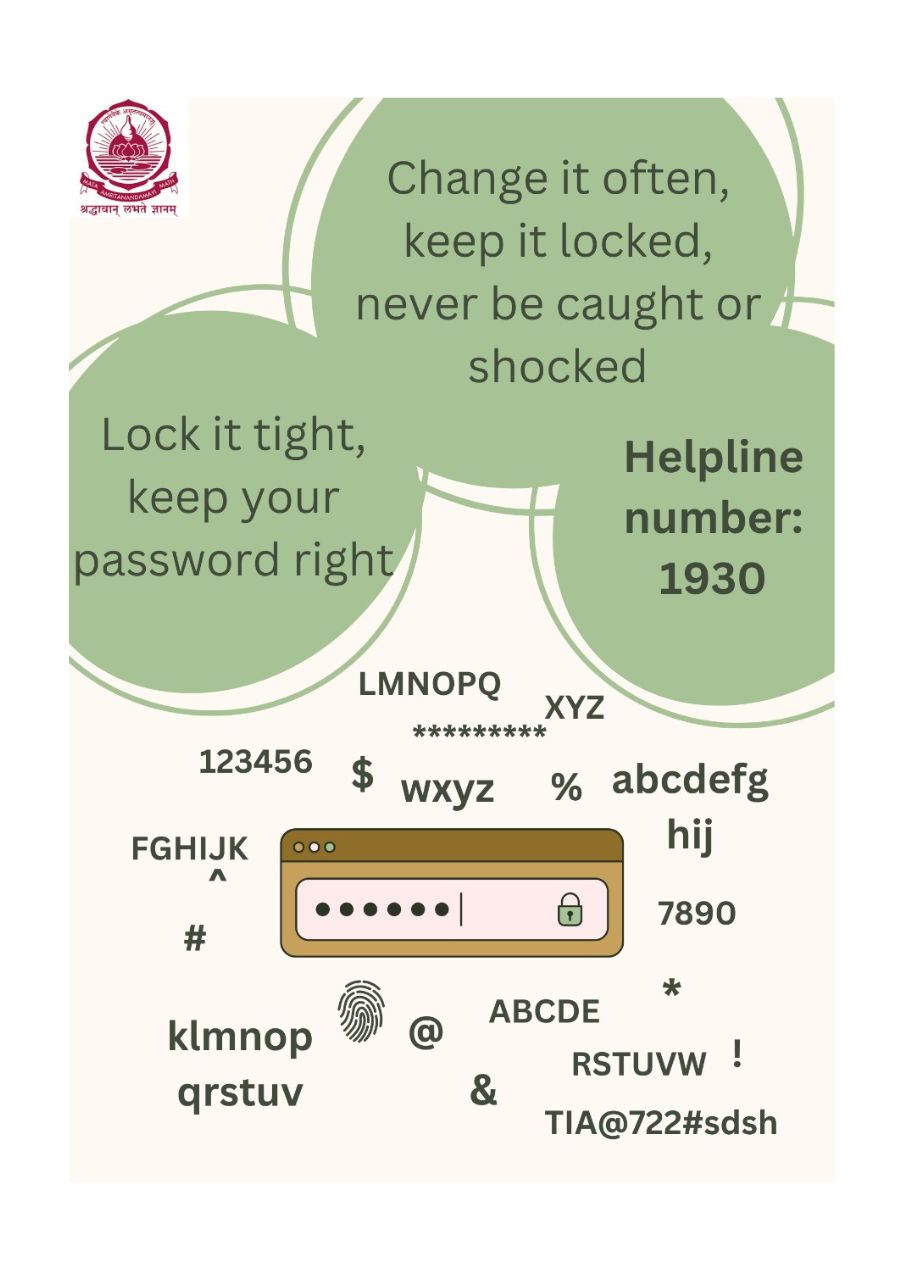 MATA AMRITANANDAMAYI MATH
श्रद्धावान् लभते ज्ञानम्
Change it often,
keep it locked,
never be caught or
shocked
Lock it tight,
keep your
password right
Helpline
number:
1930
LMNOPQ
XYZ
*********
123456
$
wxyz
%
abcdefg
hij
FGHIJK
^
7890
#
*
klmnop
qrstuv
@
ABCDE
&
RSTUVW
!
TIA@722#sdsh